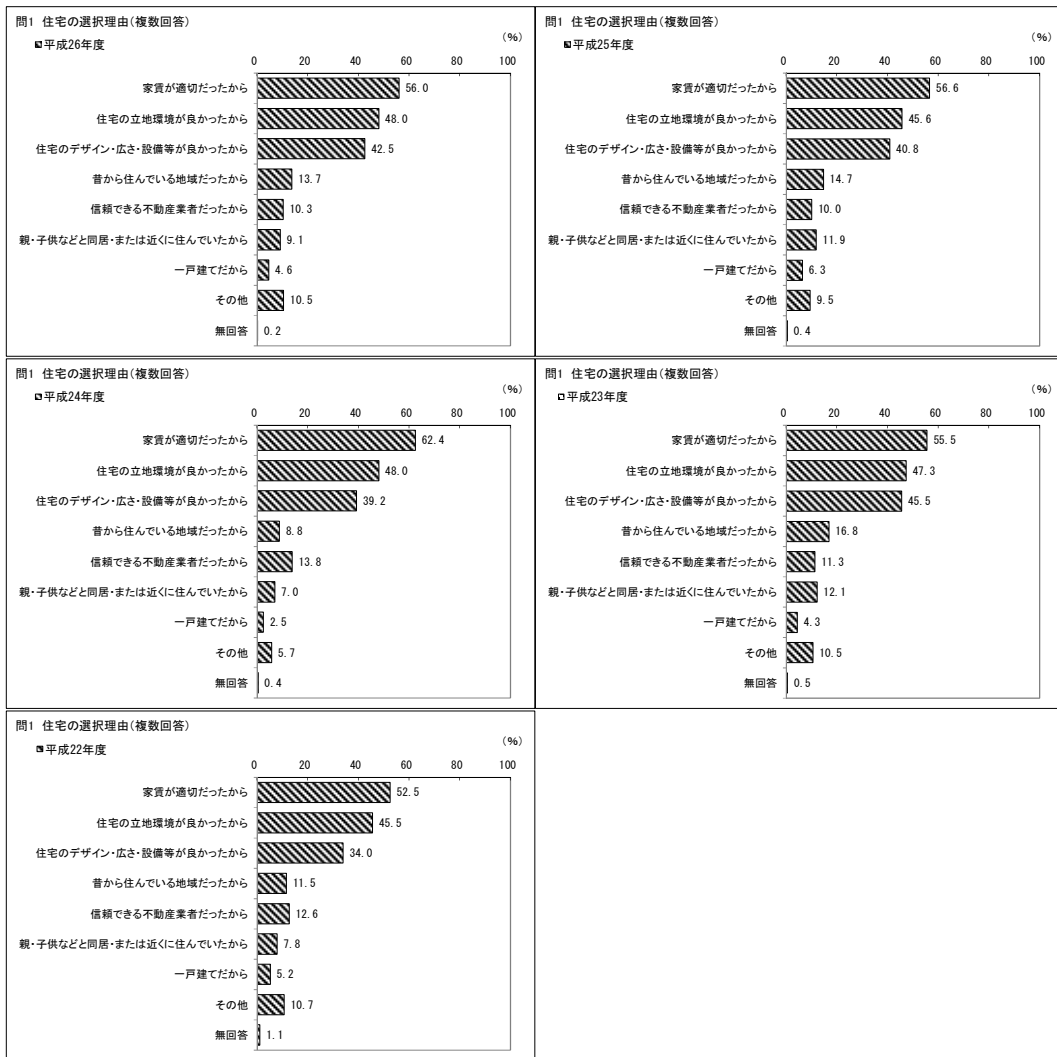 問1 住宅の選択理由(複数回答)
平成26年度
(%)
0 20 40 60 80 100
家賃が適切だったから 56.0
住宅の立地環境が良かったから 48.0
住宅のデザイン・広さ・設備等が良かったから 42.5
昔から住んでいる地域だったから 13.7
信頼できる不動産業者だったから 10.3
親・子供などと同居・または近くに住んでいたから 9.1
一戸建てだから 4.6
その他 10.5
無回答 0.2
問1 住宅の選択理由(複数回答)
平成25年度
(%)
0 20 40 60 80 100
家賃が適切だったから 56.6
住宅の立地環境が良かったから 45.6
住宅のデザイン・広さ・設備等が良かったから 40.8
昔から住んでいる地域だったから 14.7
信頼できる不動産業者だったから 10.0
親・子供などと同居・または近くに住んでいたから 11.9
一戸建てだから 6.3
その他 9.5
無回答 0.4
問1 住宅の選択理由(複数回答)
平成24年度
(%)
0 20 40 60 80 100
家賃が適切だったから 62.4
住宅の立地環境が良かったから 48.0
住宅のデザイン・広さ・設備等が良かったから 39.2
昔から住んでいる地域だったから 8.8
信頼できる不動産業者だったから 13.8
親・子供などと同居・または近くに住んでいたから 7.0
一戸建てだから 2.5
その他 5.7
無回答 0.4
問1 住宅の選択理由(複数回答)
平成23年度
(%)
0 20 40 60 80 100
家賃が適切だったから 55.5
住宅の立地環境が良かったから 47.3
住宅のデザイン・広さ・設備等が良かったから 45.5
昔から住んでいる地域だったから 16.8
信頼できる不動産業者だったから 11.3
親・子供などと同居・または近くに住んでいたから 12.1
一戸建てだから 4.3
その他 10.5
無回答 0.5
問1 住宅の選択理由(複数回答)
平成22年度
(%)
0 20 40 60 80 100
家賃が適切だったから 52.5
住宅の立地環境が良かったから 45.5
住宅のデザイン・広さ・設備等が良かったから 34.0
昔から住んでいる地域だったから 11.5
信頼できる不動産業者だったから 12.6
親・子供などと同居・または近くに住んでいたから 7.8
一戸建てだから 5.2
その他 10.7
無回答 1.1